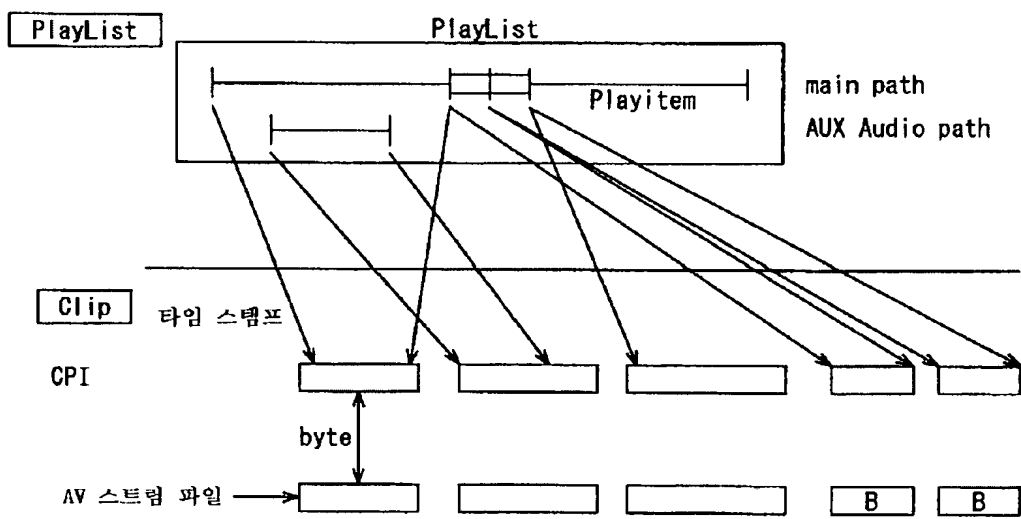 PlayList
PlayList
Playitem
main path
AUX Audio path
Clip
타임 스탬프
CPI
byte
AV 스트림 파일
B
B